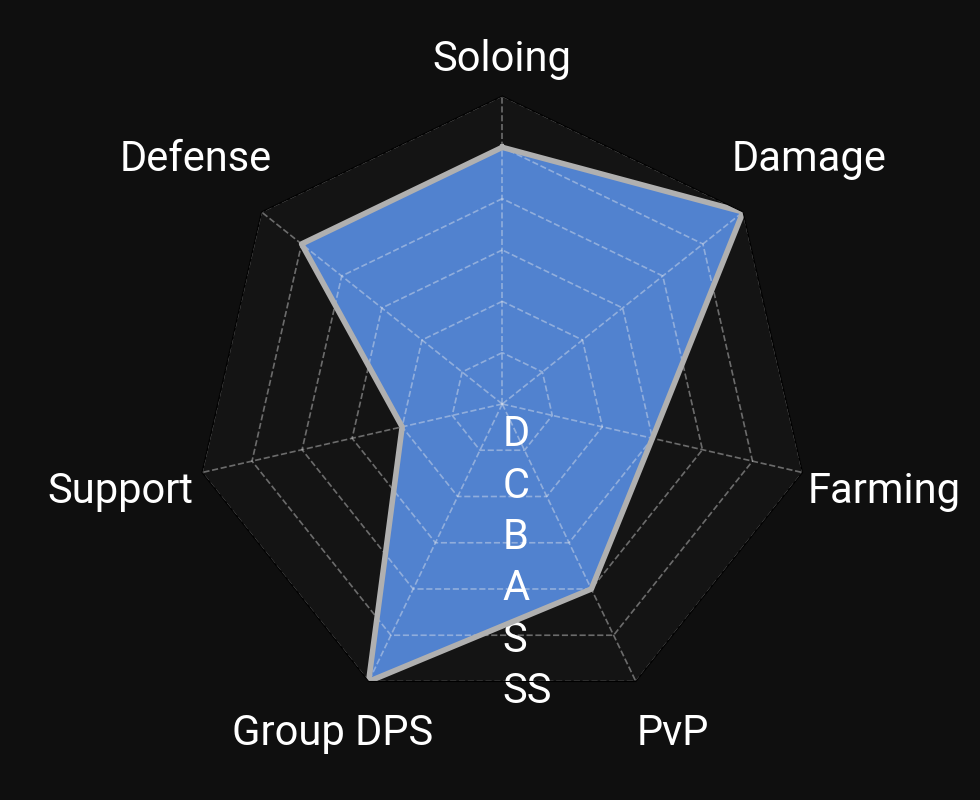 Soloing
Defense
Damage
D
C
Support
Farming
B
A
S
SS
Group DPS
PvP